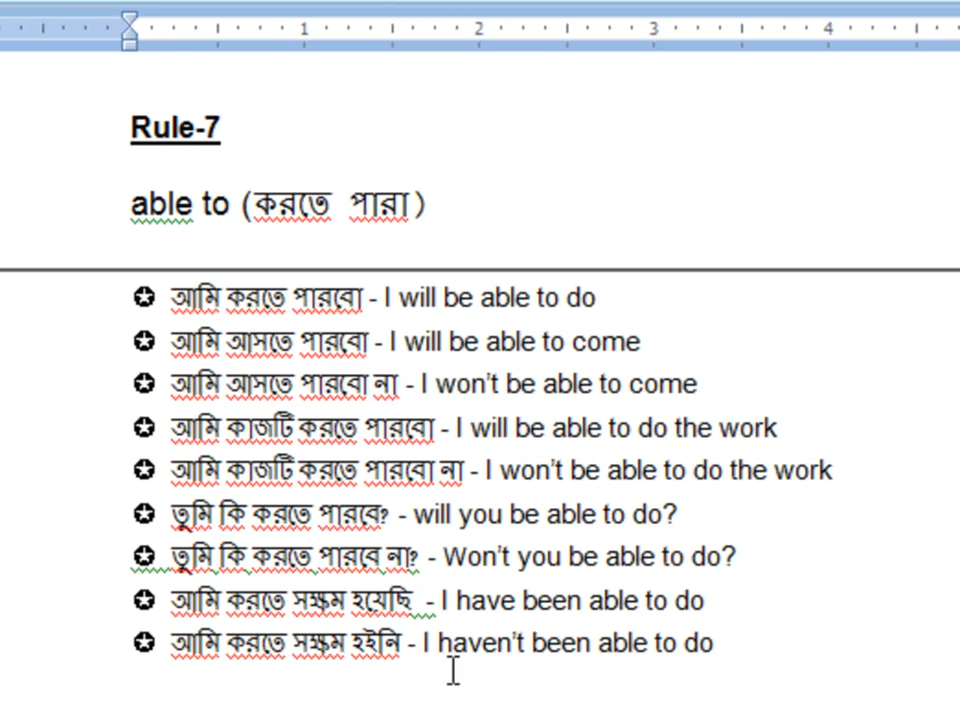 1 2 3 4
Rule-7
able to (করতে পারা)
✪ আমি করতে পারবো - I will be able to do
✪ আমি আসতে পারবো - I will be able to come
✪ আমি আসতে পারবো না - I won't be able to come
✪ আমি কাজটি করতে পারবো - I will be able to do the work
✪ আমি কাজটি করতে পারবো না - I won't be able to do the work
✪ তুমি কি করতে পারবে? - will you be able to do?
✪ তুমি কি করতে পারবে না? - Won't you be able to do?
✪ আমি করতে সক্ষম হয়েছি - I have been able to do
✪ আমি করতে সক্ষম হইনি - I haven't been able to do